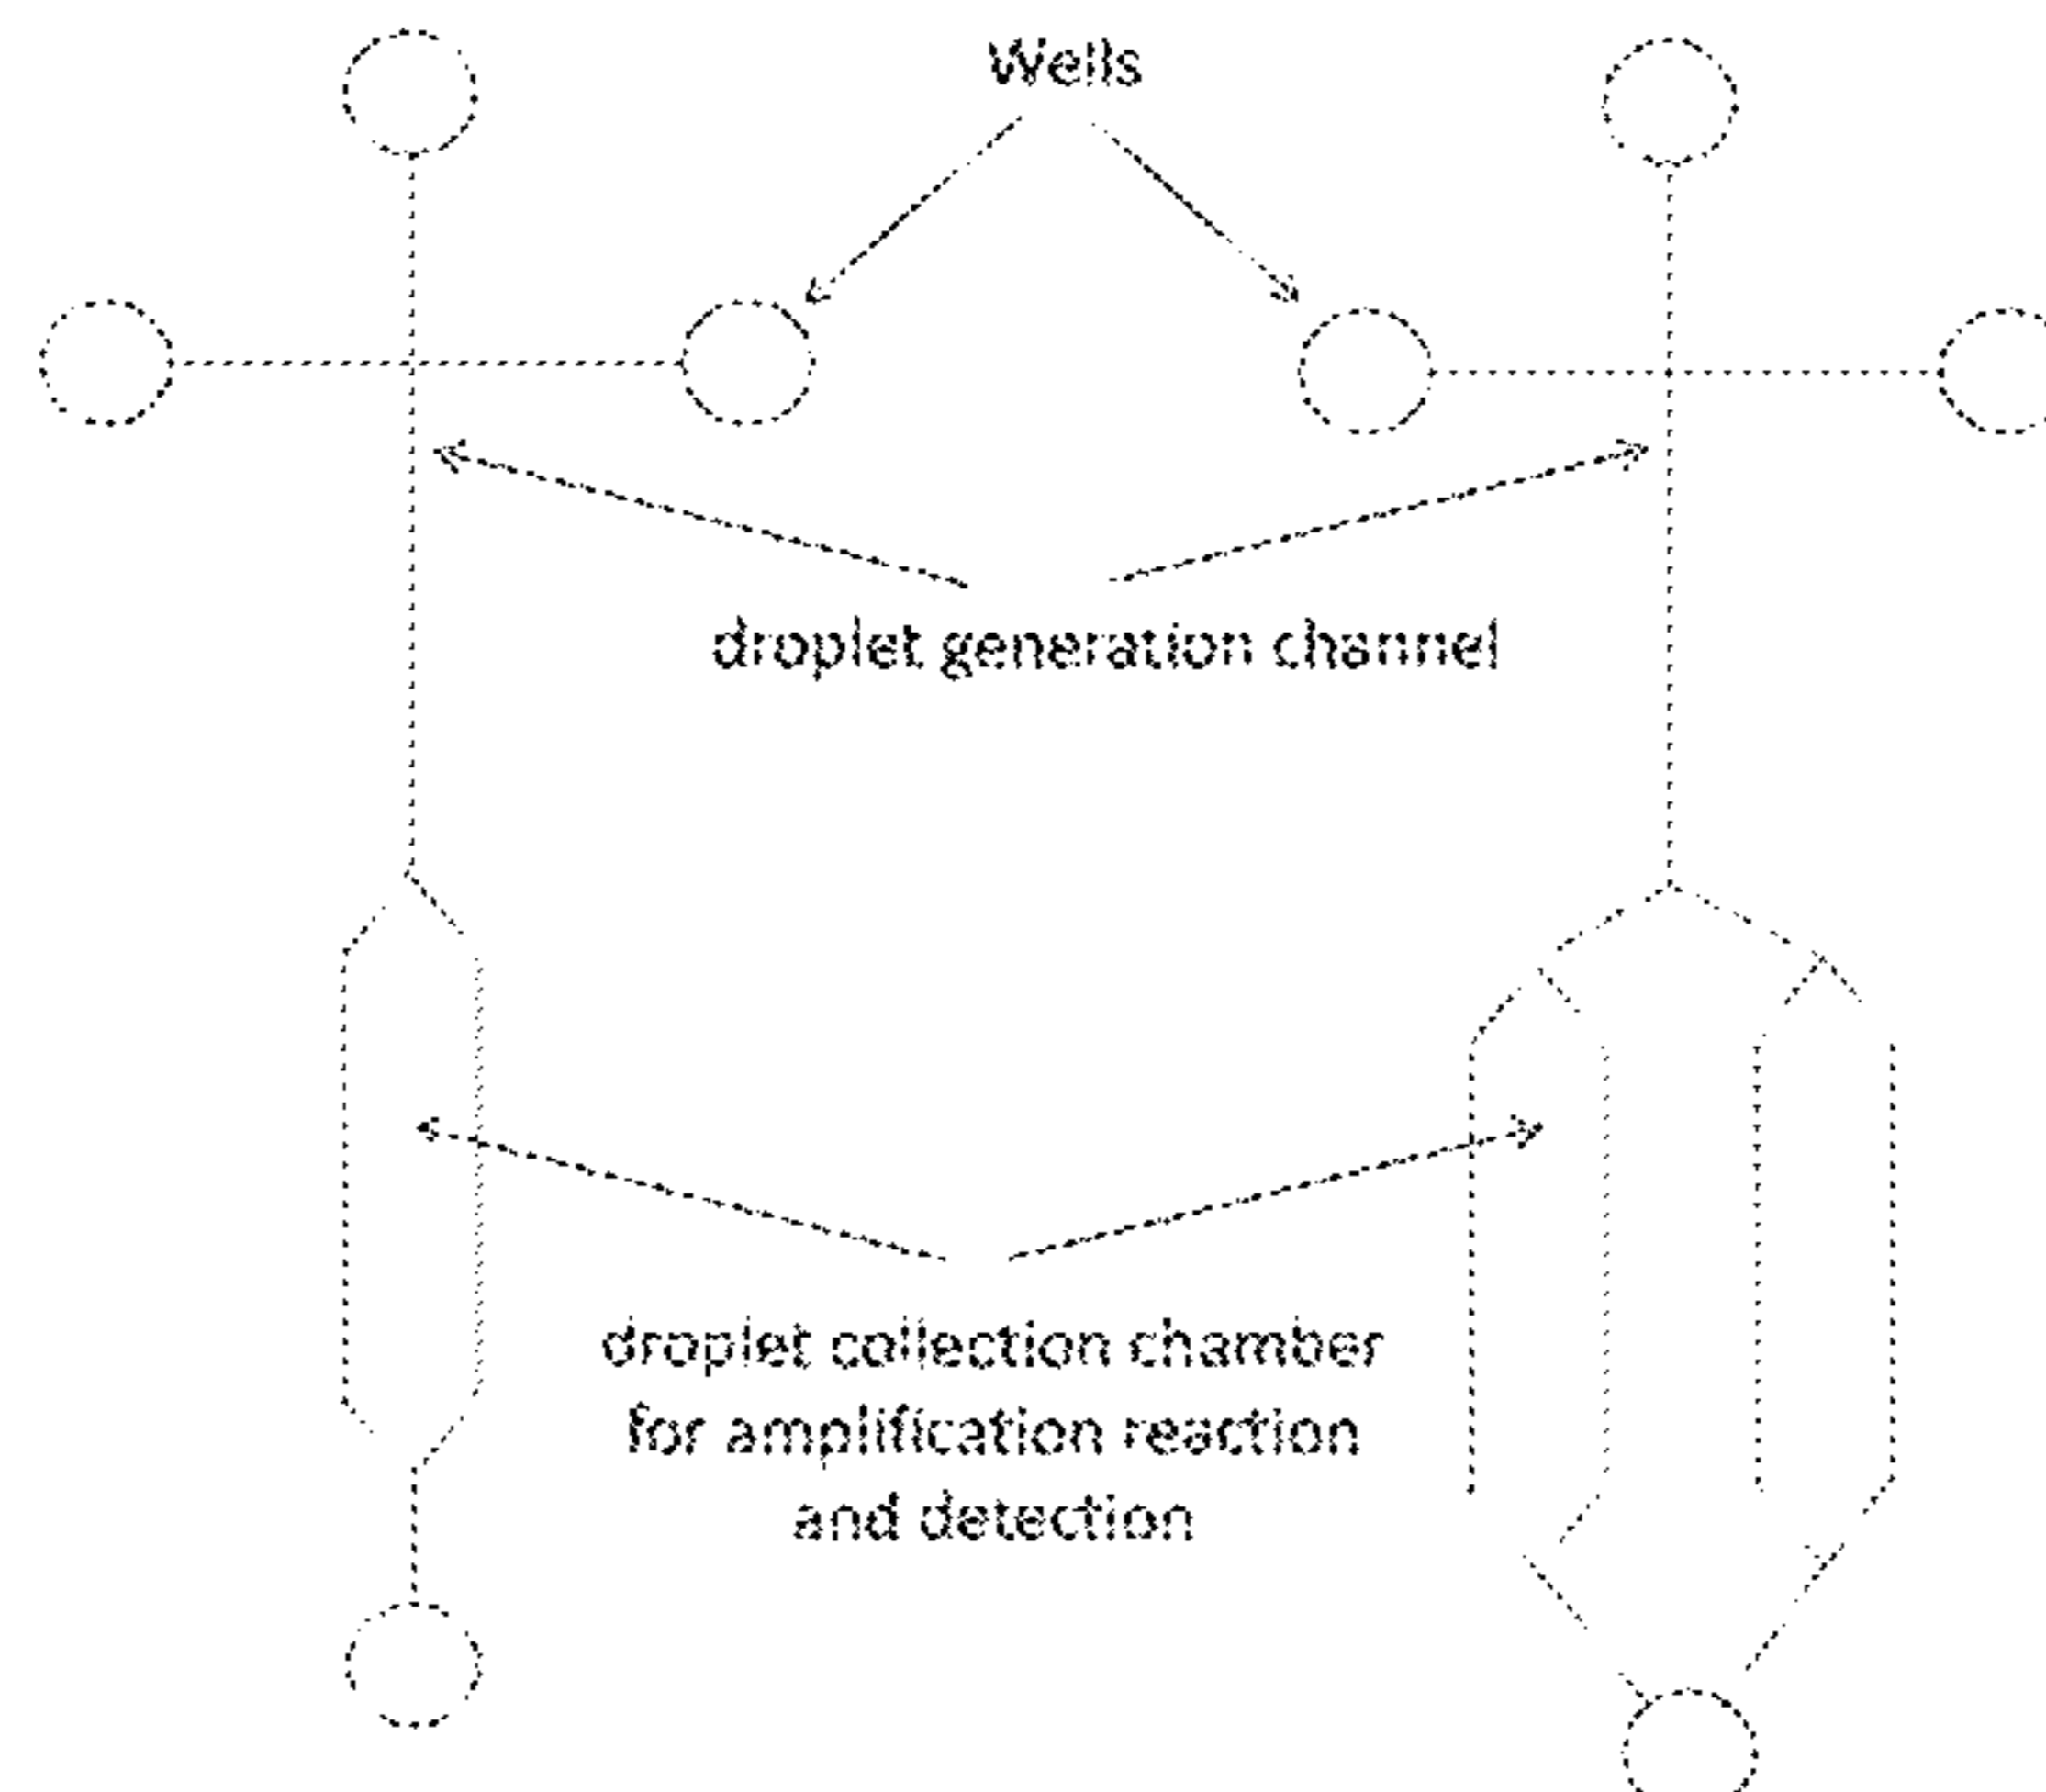 Wells
droplet generation channel
droplet collection chamber
for amplification reaction
and detection